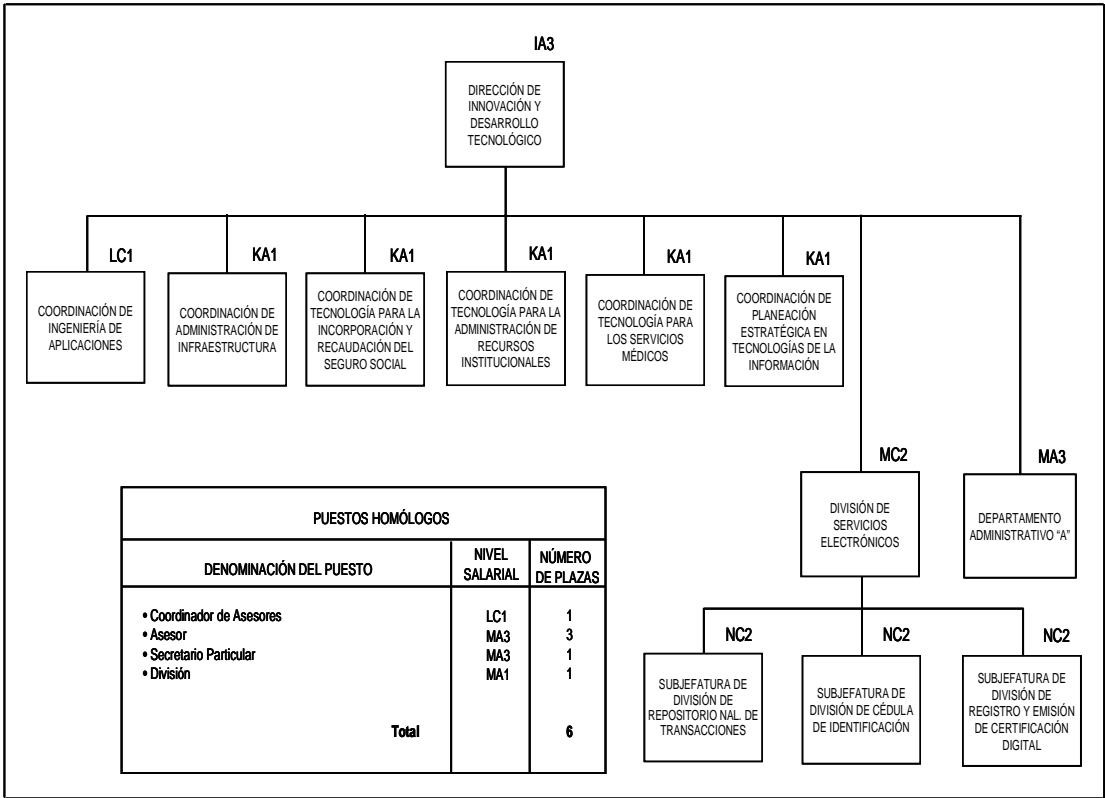 IA3
DIRECCIÓN DE
INNOVACIÓN Y
DESARROLLO
TECNOLÓGICO
LC1
COORDINACIÓN DE
INGENIERÍA DE
APLICACIONES
KA1
COORDINACIÓN DE
ADMINISTRACIÓN DE
INFRAESTRUCTURA
KA1
COORDINACIÓN DE
TECNOLOGÍA PARA LA
INCORPORACIÓN Y
RECAUDACIÓN DEL
SEGURO SOCIAL
KA1
COORDINACIÓN DE
TECNOLOGÍA PARA LA
ADMINISTRACIÓN DE
RECURSOS
INSTITUCIONALES
KA1
COORDINACIÓN DE
TECNOLOGÍA PARA
LOS SERVICIOS
MÉDICOS
KA1
COORDINACIÓN DE
PLANEACIÓN
ESTRATÉGICA EN
TECNOLOGÍAS DE LA
INFORMACIÓN
MC2
DIVISIÓN DE
SERVICIOS
ELECTRÓNICOS
MA3
DEPARTAMENTO
ADMINISTRATIVO “A”
NC2
SUBJEFATURA DE
DIVISIÓN DE
REPOSITORIO NAL. DE
TRANSACCIONES
NC2
SUBJEFATURA DE
DIVISIÓN DE CÉDULA
DE IDENTIFICACIÓN
NC2
SUBJEFATURA DE
DIVISIÓN DE
REGISTRO Y EMISIÓN
DE CERTIFICACIÓN
DIGITAL
PUESTOS HOMÓLOGOS
DENOMINACIÓN DEL PUESTO
NIVEL
SALARIAL
NÚMERO
DE PLAZAS
• Coordinador de Asesores LC1 1
• Asesor MA3 3
• Secretario Particular MA3 1
• División MA1 1
Total 6